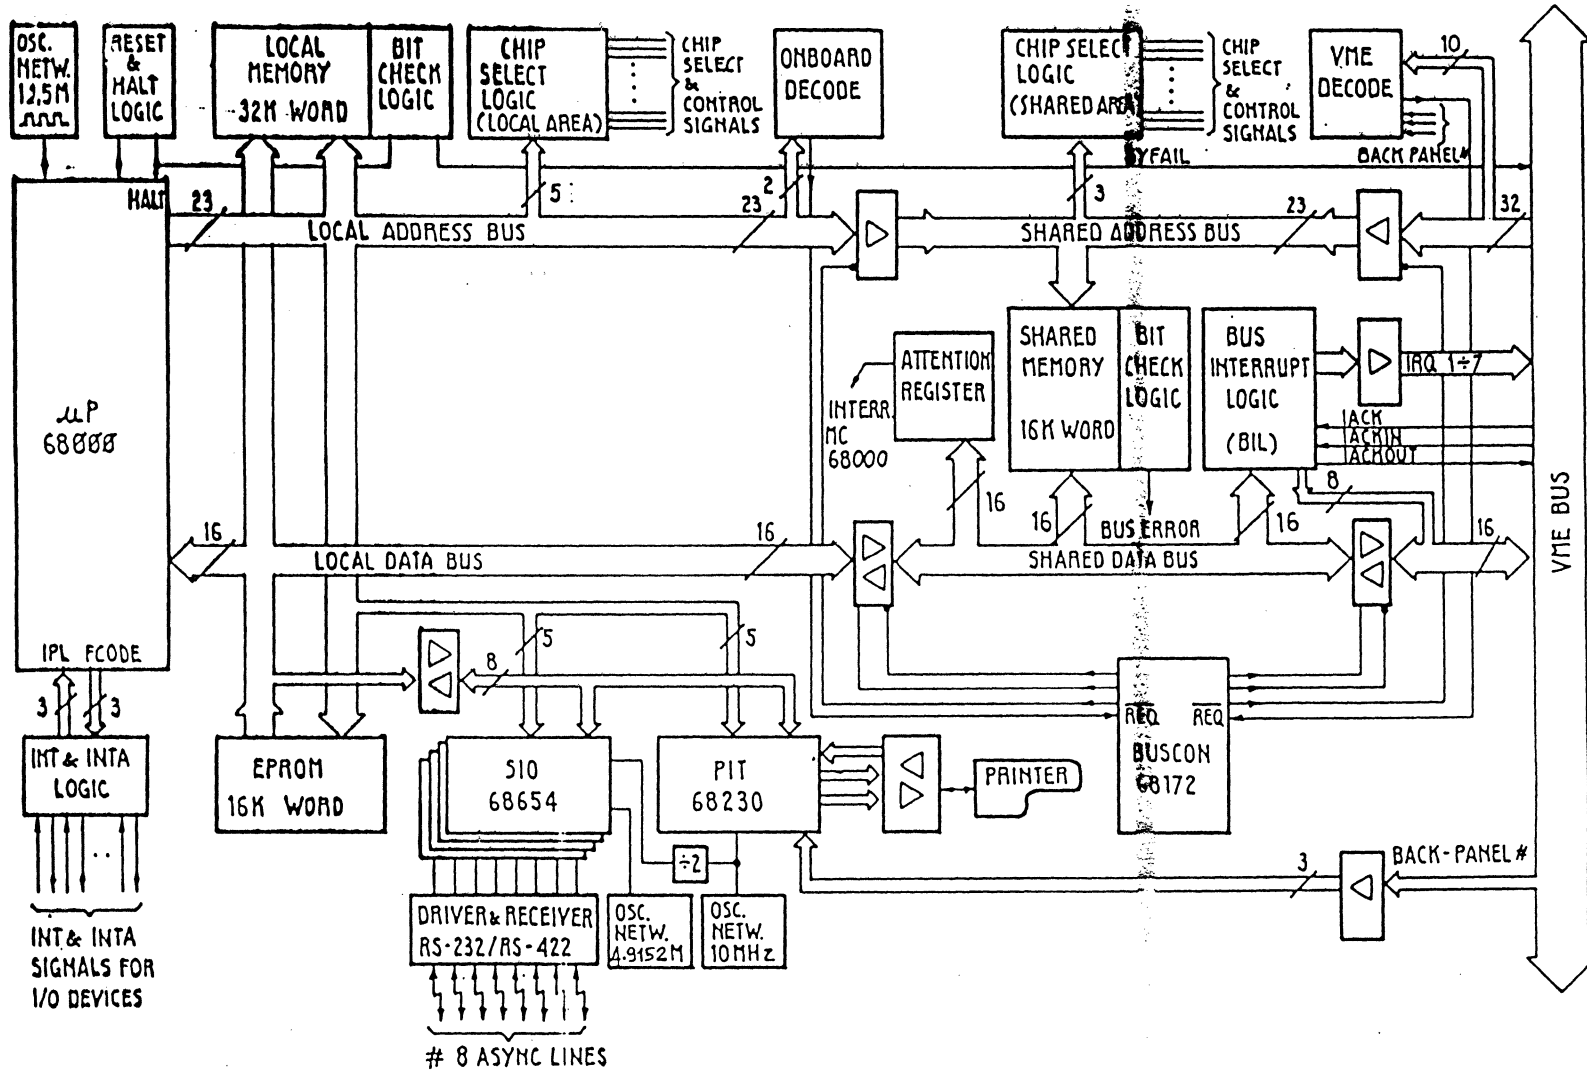 OSC.
NETW.
12,5M
RESET
&
HALT
LOGIC
LOCAL
MEMORY
32K WORD
BIT
CHECK
LOGIC
CHIP
SELECT
LOGIC
(LOCAL AREA)
CHIP
SELECT
&
CONTROL
SIGNALS
ONBOARD
DECODE
CHIP SELECT
LOGIC
(SHARED AREA)
CHIP
SELECT
&
CONTROL
SIGNALS
VME
DECODE
10
BACK PANEL #
SYFAIL
HALT
23
LOCAL ADDRESS BUS
5
23
2
3
SHARED ADDRESS BUS
23
32
µP
68000
ATTENTION
REGISTER
INTERR.
MC
68000
SHARED
MEMORY
16K WORD
BIT
CHECK
LOGIC
BUS
INTERRUPT
LOGIC
(BIL)
IRQ 1÷7
IACK
IACKIN
IACKOUT
8
VME BUS
16
16
16
BUS ERROR
16
LOCAL DATA BUS
16
SHARED DATA BUS
16
IPL FCODE
3
3
5
5
8
INT & INTA
LOGIC
INT & INTA
SIGNALS FOR
I/O DEVICES
EPROM
16K WORD
SIO
68654
PIT
68230
PRINTER
REQ
REQ
BUSCON
68172
÷2
DRIVER & RECEIVER
RS-232/RS-422
OSC.
NETW.
4.9152M
OSC.
NETW.
10MHz
3
BACK-PANEL #
# 8 ASYNC LINES